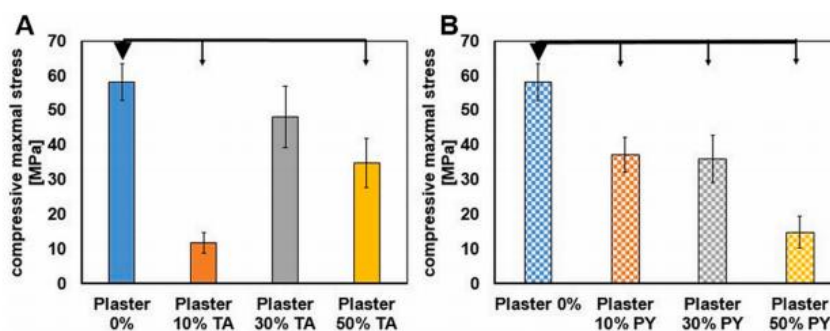 A
compressive maxmal stress
[MPa]
70
60
50
40
30
20
10
0
Plaster
0%
Plaster
10% TA
Plaster
30% TA
Plaster
50% TA
B
compressive maxmal stress
[MPa]
70
60
50
40
30
20
10
0
Plaster 0%
Plaster
10% PY
Plaster
30% PY
Plaster
50% PY